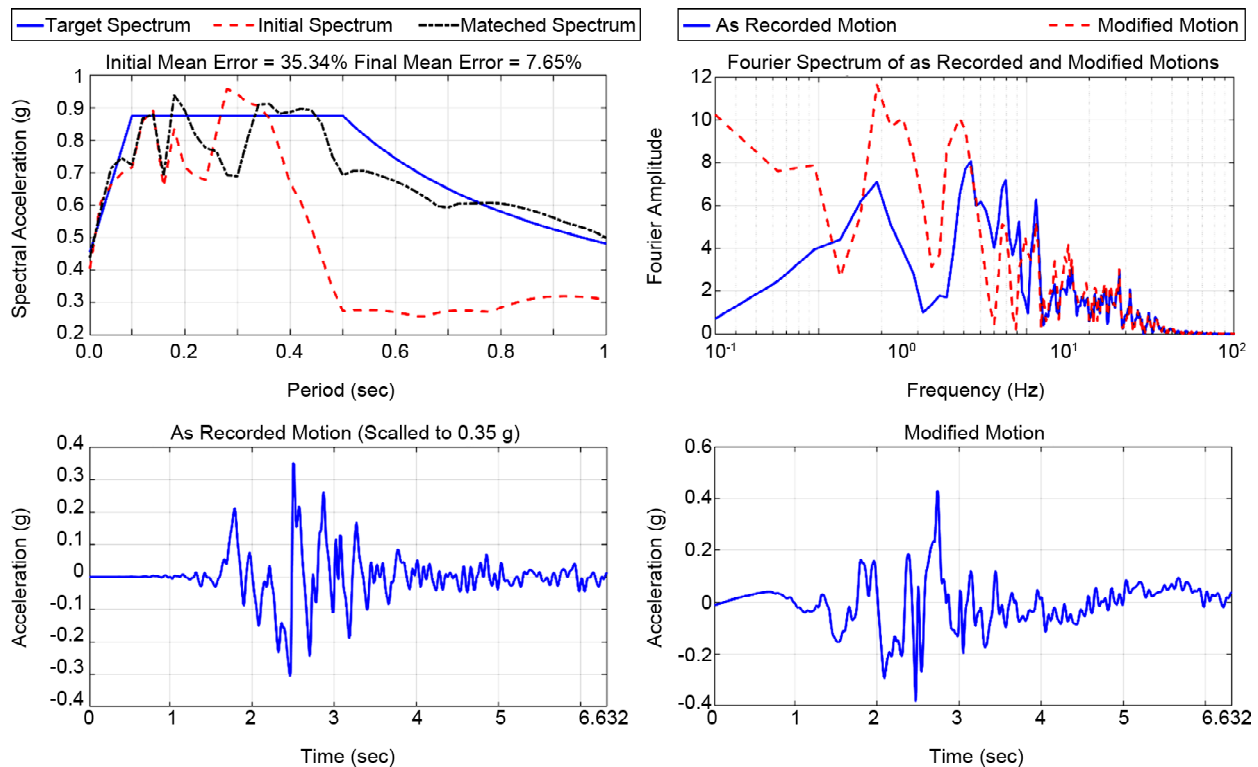 Target Spectrum Initial Spectrum Mateched Spectrum
As Recorded Motion Modified Motion
Initial Mean Error = 35.34% Final Mean Error = 7.65%
1
0.9
0.8
0.7
0.6
0.5
0.4
0.3
0.2
Spectral Acceleration (g)
0.0 0.2 0.4 0.6 0.8 1
Period (sec)
Fourier Spectrum of as Recorded and Modified Motions
12
10
8
6
4
2
0
Fourier Amplitude
10-1 100 101 102
Frequency (Hz)
As Recorded Motion (Scalled to 0.35 g)
0.4
0.3
0.2
0.1
0
-0.1
-0.2
-0.3
-0.4
Acceleration (g)
0 1 2 3 4 5 6.632
Time (sec)
Modified Motion
0.6
0.4
0.2
0
-0.2
-0.4
Acceleration (g)
0 1 2 3 4 5 6.632
Time (sec)